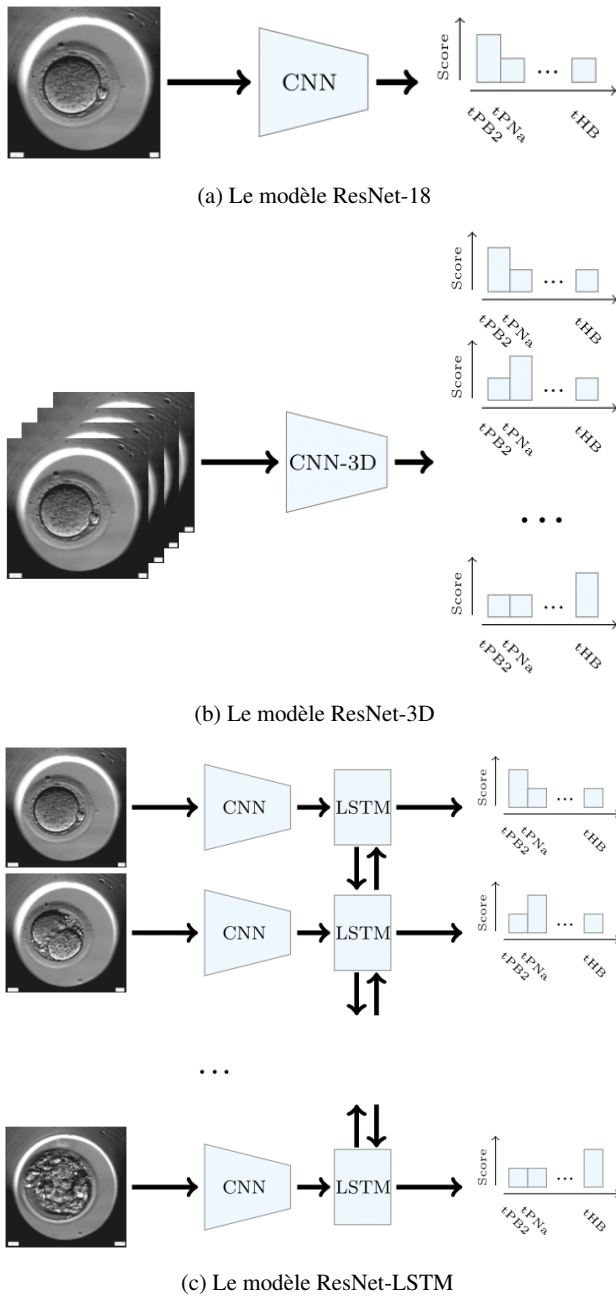 CNN
Score
tPB2
tPNa
...
tHB
(a) Le modèle ResNet-18
CNN-3D
Score
tPB2
tPNa
...
tHB
Score
tPB2
tPNa
...
tHB
...
Score
tPB2
tPNa
...
tHB
(b) Le modèle ResNet-3D
CNN
LSTM
Score
tPB2
tPNa
...
tHB
CNN
LSTM
Score
tPB2
tPNa
...
tHB
...
CNN
LSTM
Score
tPB2
tPNa
...
tHB
(c) Le modèle ResNet-LSTM